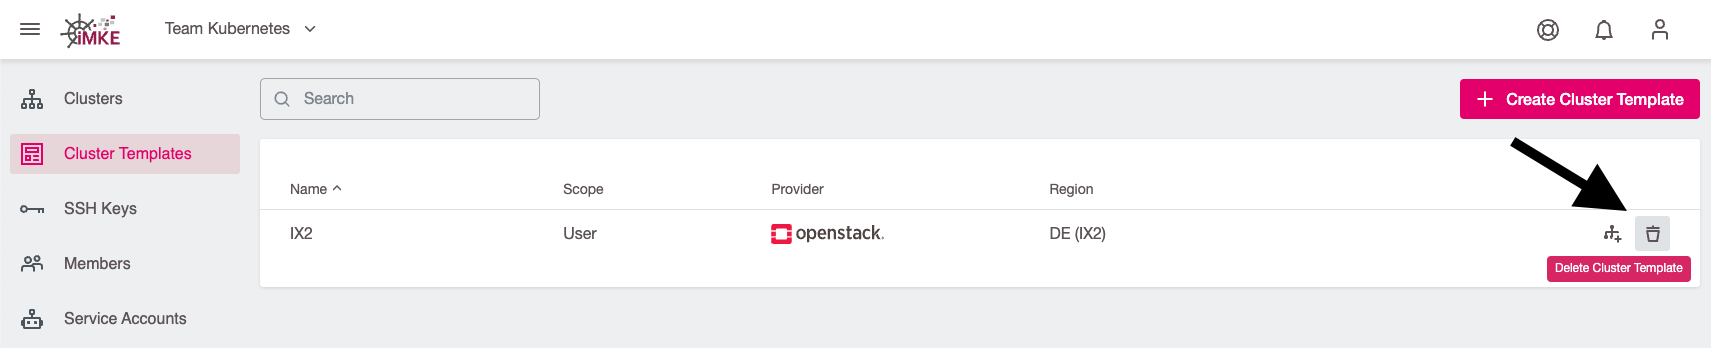 iMKE
Team Kubernetes
Clusters
Cluster Templates
SSH Keys
Members
Service Accounts
Search
Create Cluster Template
Name Scope Provider Region
IX2 User openstack. DE (IX2)
Delete Cluster Template